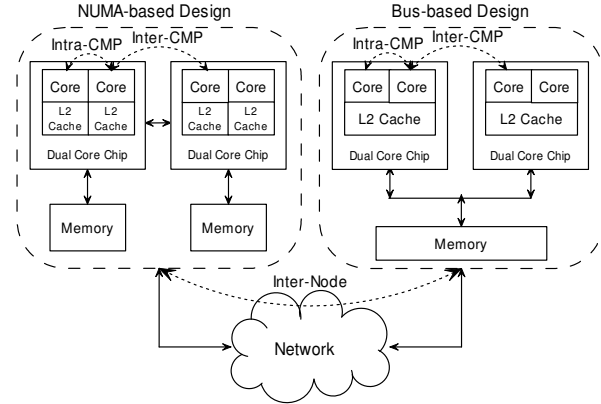 NUMA-based Design
Bus-based Design
Intra-CMP
Inter-CMP
Intra-CMP
Inter-CMP
Core
Core
Core
Core
Core
Core
Core
Core
L2
Cache
L2
Cache
L2
Cache
L2
Cache
L2 Cache
L2 Cache
Dual Core Chip
Dual Core Chip
Dual Core Chip
Dual Core Chip
Memory
Memory
Memory
Inter-Node
Network